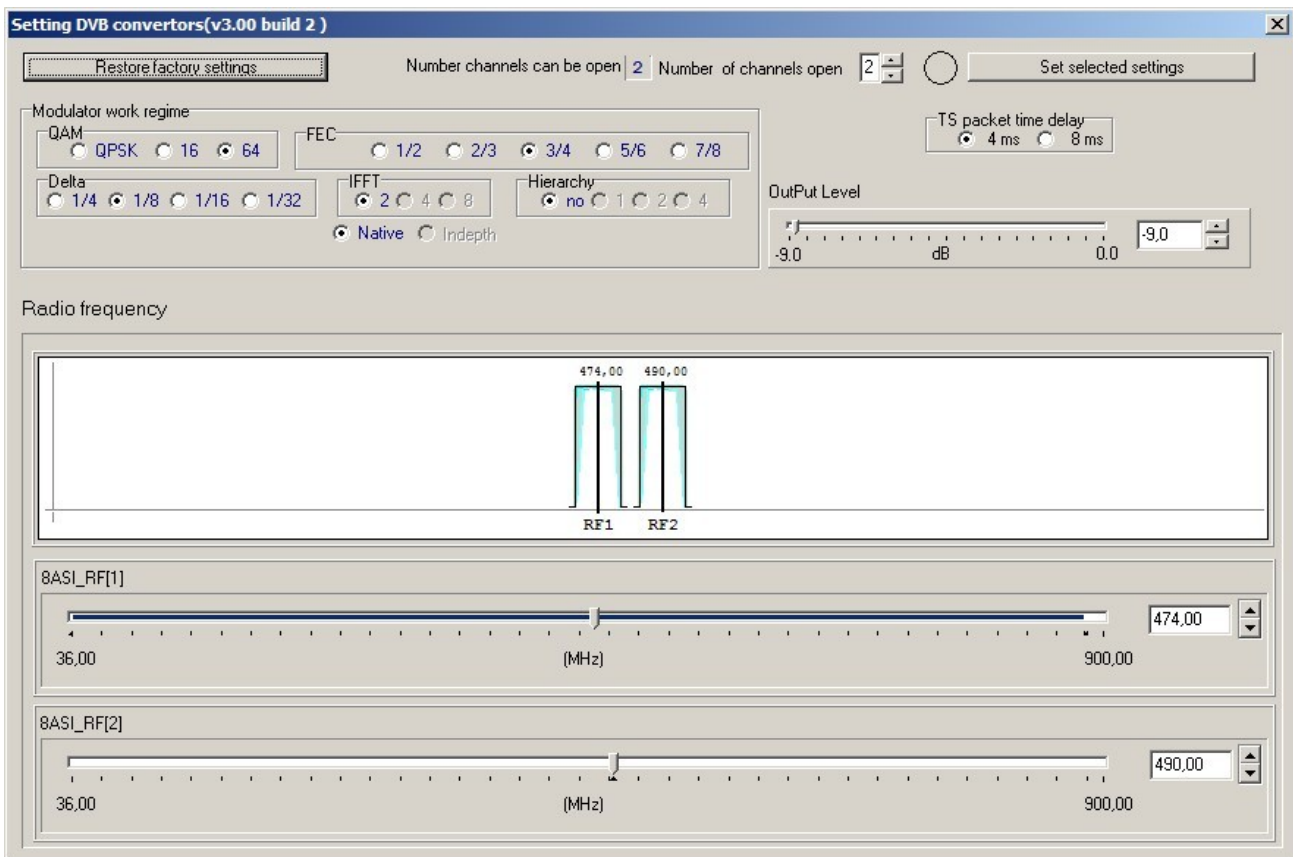 Setting DVB convertors(v3.00 build 2 )
Restore factory settings
Number channels can be open 2 Number of channels open 2 Set selected settings
Modulator work regime
QAM
QPSK 16 64
FEC
1/2 2/3 3/4 5/6 7/8
TS packet time delay
4 ms 8 ms
Delta
1/4 1/8 1/16 1/32
IFFT
2 4 8
Hierarchy
no 1 2 4
Native Indepth
OutPut Level
-9,0
-9.0 dB 0.0
Radio frequency
474,00 490,00
RF1 RF2
8ASI_RF[1]
474,00
36,00 (MHz) 900,00
8ASI_RF[2]
490,00
36,00 (MHz) 900,00